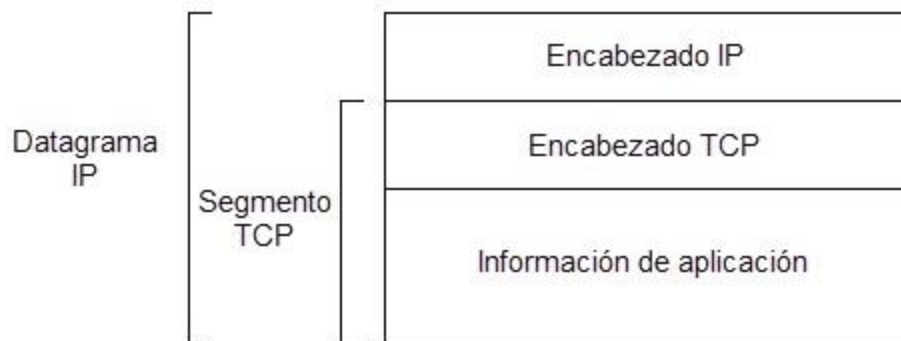 Encabezado IP
Datagrama
IP
Encabezado TCP
Segmento
TCP
Información de aplicación